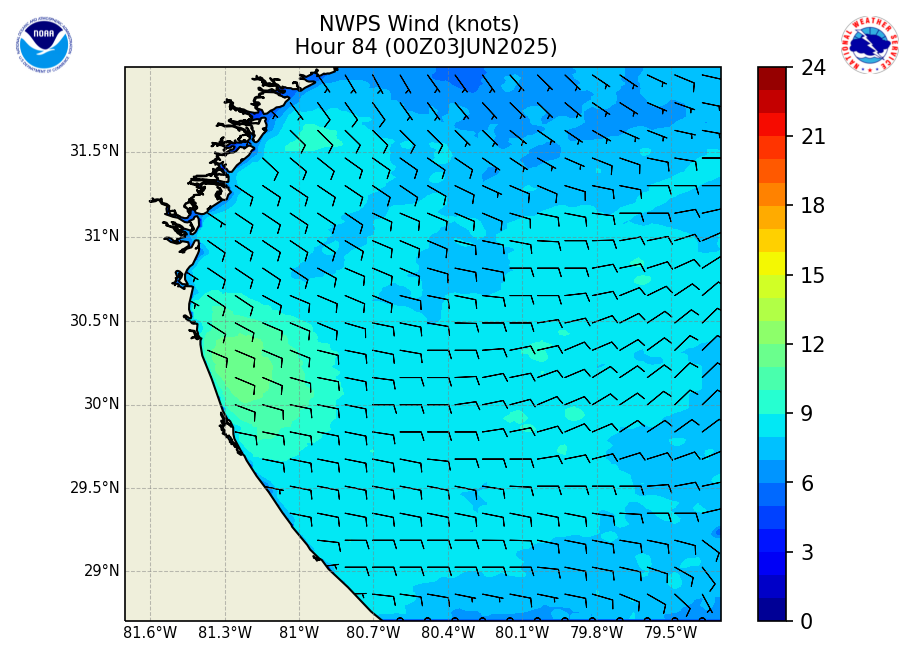 NWPS Wind (knots)
Hour 84 (00Z03JUN2025)
NOAA
NATIONAL WEATHER SERVICE
24
21
18
15
12
9
6
3
0
31.5°N
31°N
30.5°N
30°N
29.5°N
29°N
81.6°W 81.3°W 81°W 80.7°W 80.4°W 80.1°W 79.8°W 79.5°W